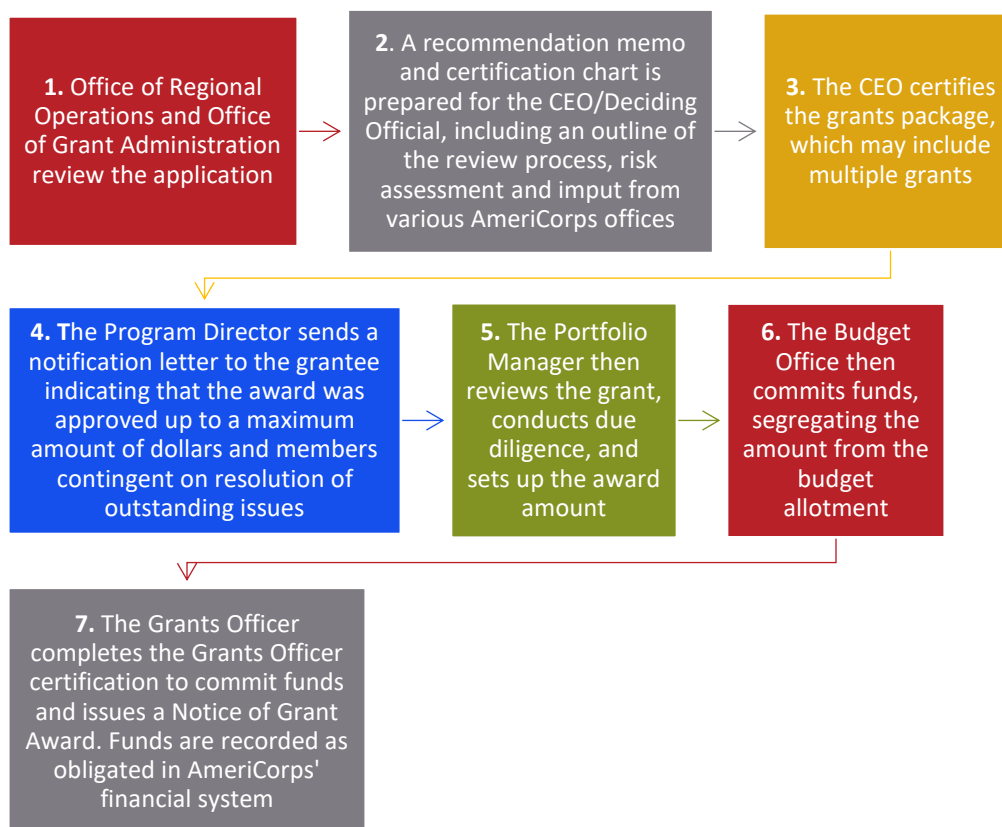 1. Office of Regional
Operations and Office
of Grant Administration
review the application
2. A recommendation memo
and certification chart is
prepared for the CEO/Deciding
Official, including an outline of
the review process, risk
assessment and imput from
various AmeriCorps offices
3. The CEO certifies
the grants package,
which may include
multiple grants
4. The Program Director sends a
notification letter to the grantee
indicating that the award was
approved up to a maximum
amount of dollars and members
contingent on resolution of
outstanding issues
5. The Portfolio
Manager then
reviews the grant,
conducts due
diligence, and
sets up the award
amount
6. The Budget
Office then
commits funds,
segregating the
amount from the
budget
allotment
7. The Grants Officer
completes the Grants Officer
certification to commit funds
and issues a Notice of Grant
Award. Funds are recorded as
obligated in AmeriCorps'
financial system